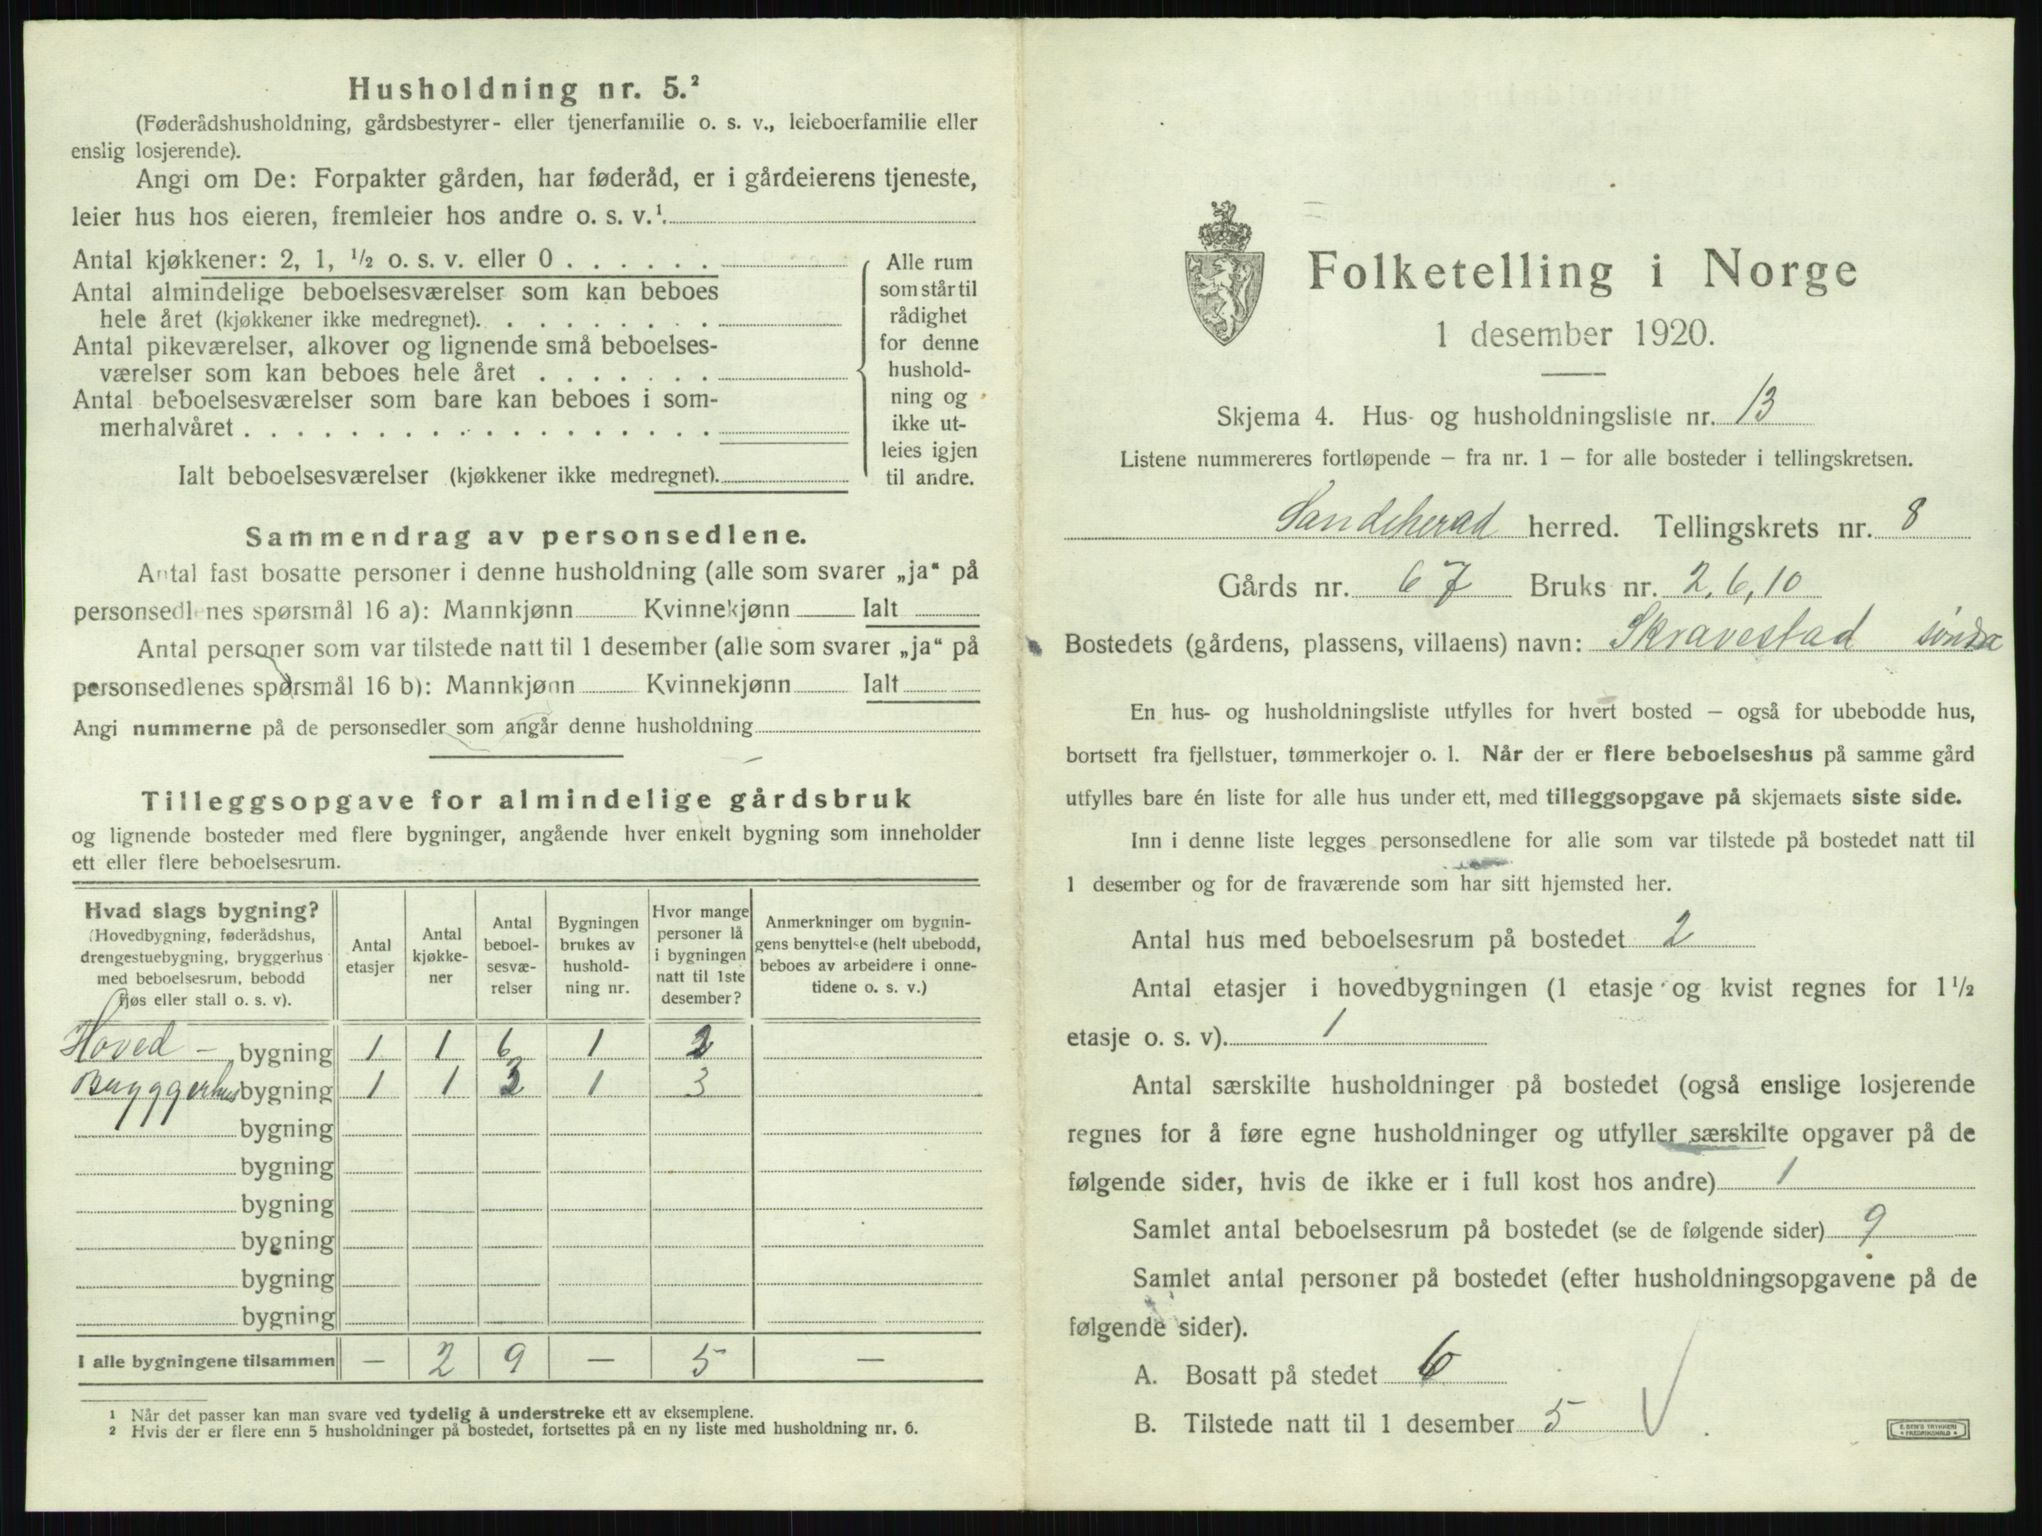 Husholdning nr. 5.²
(Føderådshusholdning, gårdsbestyrer- eller tjenerfamilie o. s. v., leieboerfamilie eller
enslig losjerende).
Angi om De: Forpakter gården, har føderåd, er i gårdeierens tjeneste,
leier hus hos eieren, fremleier hos andre o. s. v.¹
Antal kjøkkener: 2, 1, ½ o. s. v. eller 0 . . . . . .
Antal almindelige beboelsesværelser som kan beboes
hele året (kjøkkener ikke medregnet). . . . . . . . .
Antal pikeværelser, alkover og lignende små beboelses-
værelser som kan beboes hele året . . . . . . .
Antal beboelsesværelser som bare kan beboes i som-
merhalvåret . . . . . . . . . . . . . . . . . .
Ialt beboelsesværelser (kjøkkener ikke medregnet).
Alle rum
som står til
rådighet
for denne
hushold-
ning og
ikke ut-
leies igjen
til andre.
Sammendrag av personsedlene.
Antal fast bosatte personer i denne husholdning (alle som svarer „ja" på
personsedlenes spørsmål 16 a): Mannkjønn Kvinnekjønn Ialt
Antal personer som var tilstede natt til 1 desember (alle som svarer „ja" på
personsedlenes spørsmål 16 b): Mannkjønn Kvinnekjønn Ialt
Angi nummerne på de personsedler som angår denne husholdning
Tilleggsopgave for almindelige gårdsbruk
og lignende bosteder med flere bygninger, angående hver enkelt bygning som inneholder
ett eller flere beboelsesrum.
Hvad slags bygning?
(Hovedbygning, føderådshus,
drengestuebygning, bryggerhus
med beboelsesrum, bebodd
fjøs eller stall o. s. v).
Antal
etasjer
Antal
kjøkke-
ner
Antal
beboel-
sesvæ-
relser
Bygningen
brukes av
hushold-
ning nr.
Hvor mange
personer lå
i bygningen
natt til 1ste
desember?
Anmerkninger om bygnin-
gens benyttelse (helt ubebodd,
beboes av arbeidere i onne-
tidene o. s. v.)
Hoved - bygning 1 1 6 1 2
Bryggerhus bygning 1 1 3 1 3
bygning
bygning
bygning
bygning
bygning
bygning
I alle bygningene tilsammen — 2 9 — 5 —
¹ Når det passer kan man svare ved tydelig å understreke ett av eksemplene.
² Hvis der er flere enn 5 husholdninger på bostedet, fortsettes på en ny liste med husholdning nr. 6.
Folketelling i Norge
1 desember 1920.
Skjema 4. Hus- og husholdningsliste nr. 13
Listene nummereres fortløpende — fra nr. 1 — for alle bosteder i tellingskretsen.
Sandeherad herred. Tellingskrets nr. 8
Gårds nr. 67 Bruks nr. 2, 6, 10
Bostedets (gårdens, plassens, villaens) navn: Skravestad søndre
En hus- og husholdningsliste utfylles for hvert bosted — også for ubebodde hus,
bortsett fra fjellstuer, tømmerkojer o. l. Når der er flere beboelseshus på samme gård
utfylles bare én liste for alle hus under ett, med tilleggsopgave på skjemaets siste side.
Inn i denne liste legges personsedlene for alle som var tilstede på bostedet natt til
1 desember og for de fraværende som har sitt hjemsted her.
Antal hus med beboelsesrum på bostedet 2
Antal etasjer i hovedbygningen (1 etasje og kvist regnes for 1½
etasje o. s. v). 1
Antal særskilte husholdninger på bostedet (også enslige losjerende
regnes for å føre egne husholdninger og utfyller særskilte opgaver på de
følgende sider, hvis de ikke er i full kost hos andre) 1
Samlet antal beboelsesrum på bostedet (se de følgende sider) 9
Samlet antal personer på bostedet (efter husholdningsopgavene på de
følgende sider).
A. Bosatt på stedet 6
B. Tilstede natt til 1 desember 5